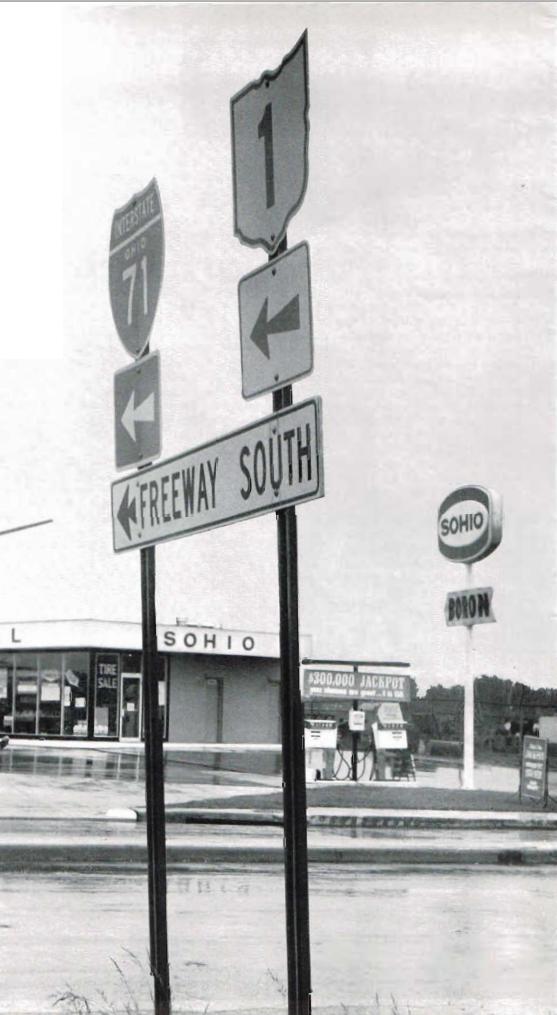 1
INTERSTATE
OHIO
71
FREEWAY SOUTH
SOHIO
BORON
L SOHIO
TIRE
SALE
$300,000 JACKPOT